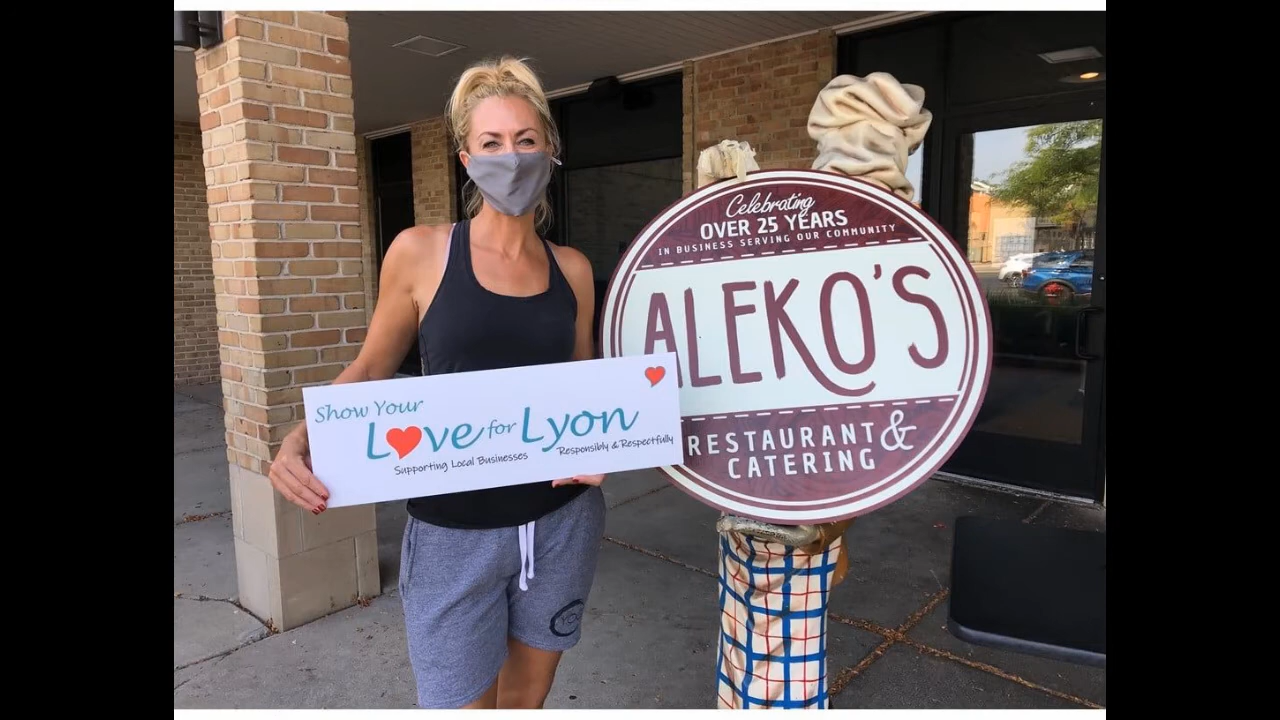 Celebrating
OVER 25 YEARS
IN BUSINESS SERVING OUR COMMUNITY
ALEKO'S
RESTAURANT &
CATERING
Show Your
Love for Lyon
Supporting Local Businesses Responsibly & Respectfully